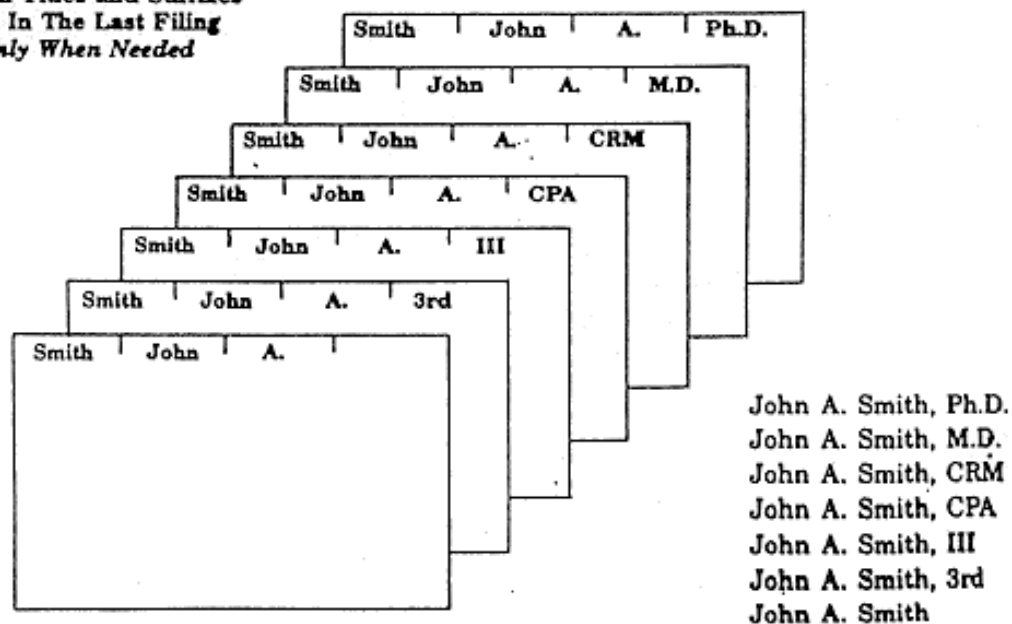 and
In The Last Filing
When Needed
Smith John A. Ph.D.
Smith John A. M.D.
Smith John A. CRM
Smith John A. CPA
Smith John A. III
Smith John A. 3rd
Smith John A.
John A. Smith, Ph.D.
John A. Smith, M.D.
John A. Smith, CRM
John A. Smith, CPA
John A. Smith, III
John A. Smith, 3rd
John A. Smith